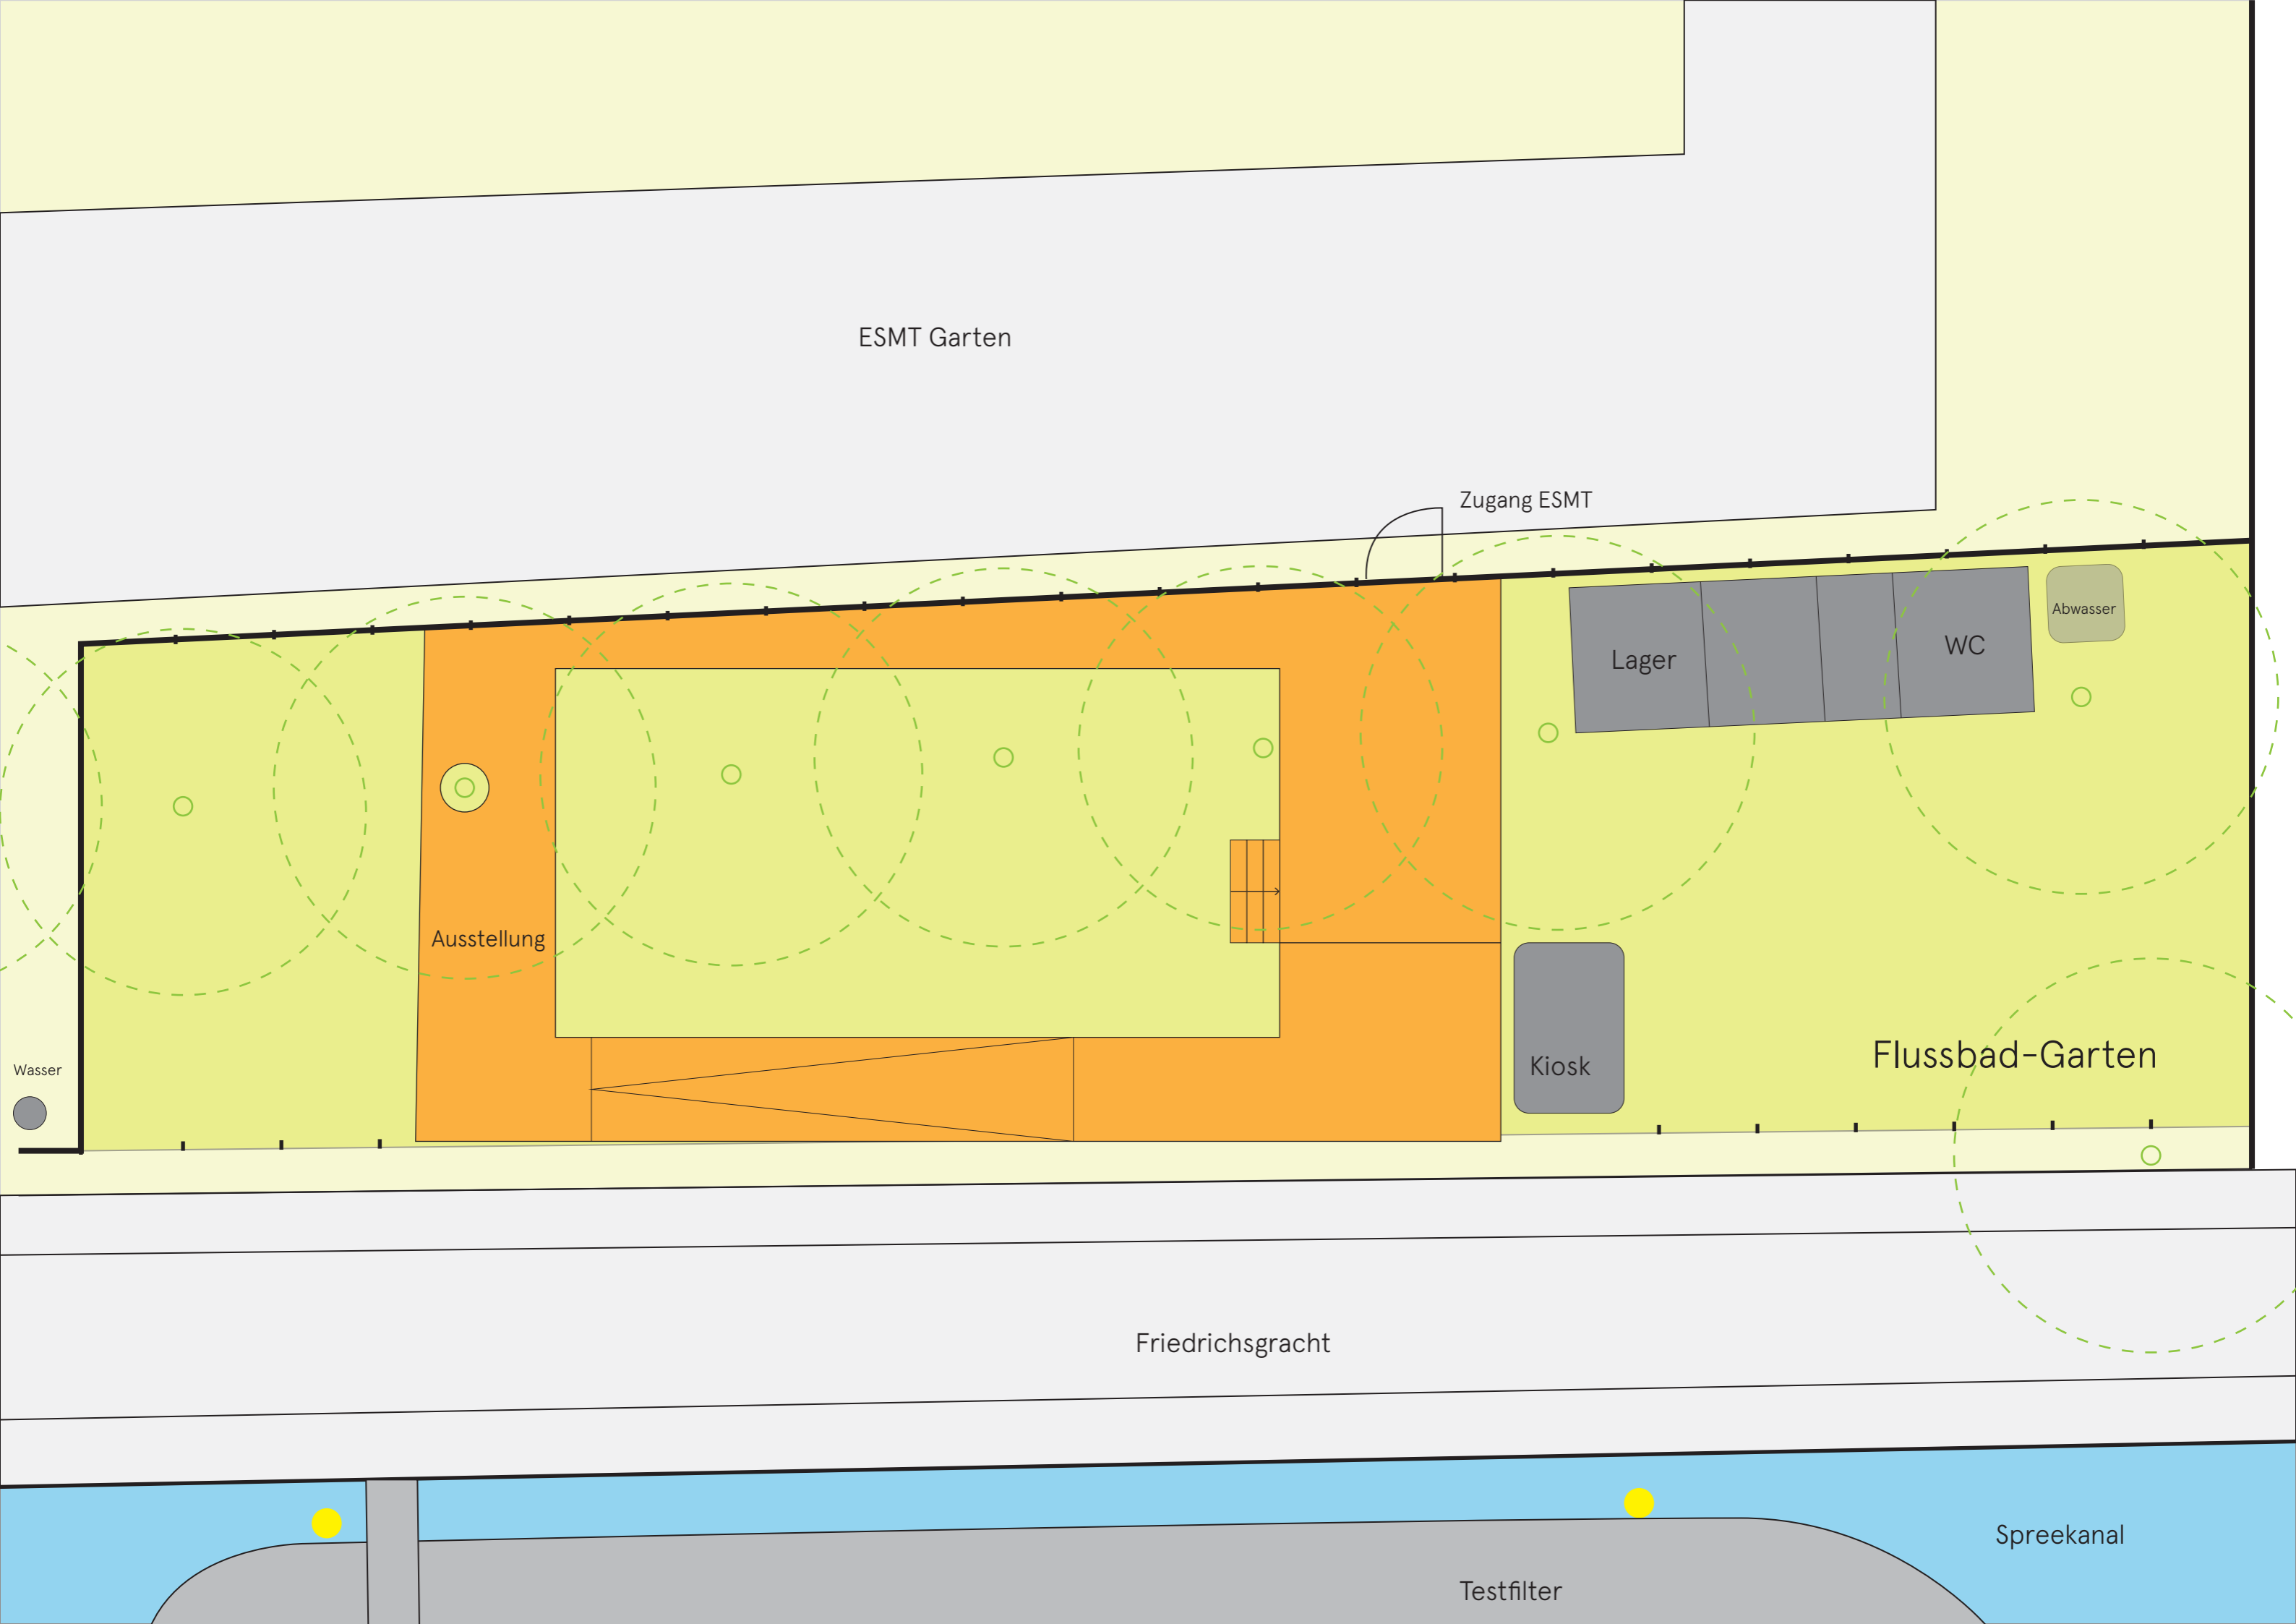 ESMT Garten
Zugang ESMT
Abwasser
Lager
WC
Ausstellung
Wasser
Kiosk
Flussbad-Garten
Friedrichsgracht
Spreekanal
Testfilter